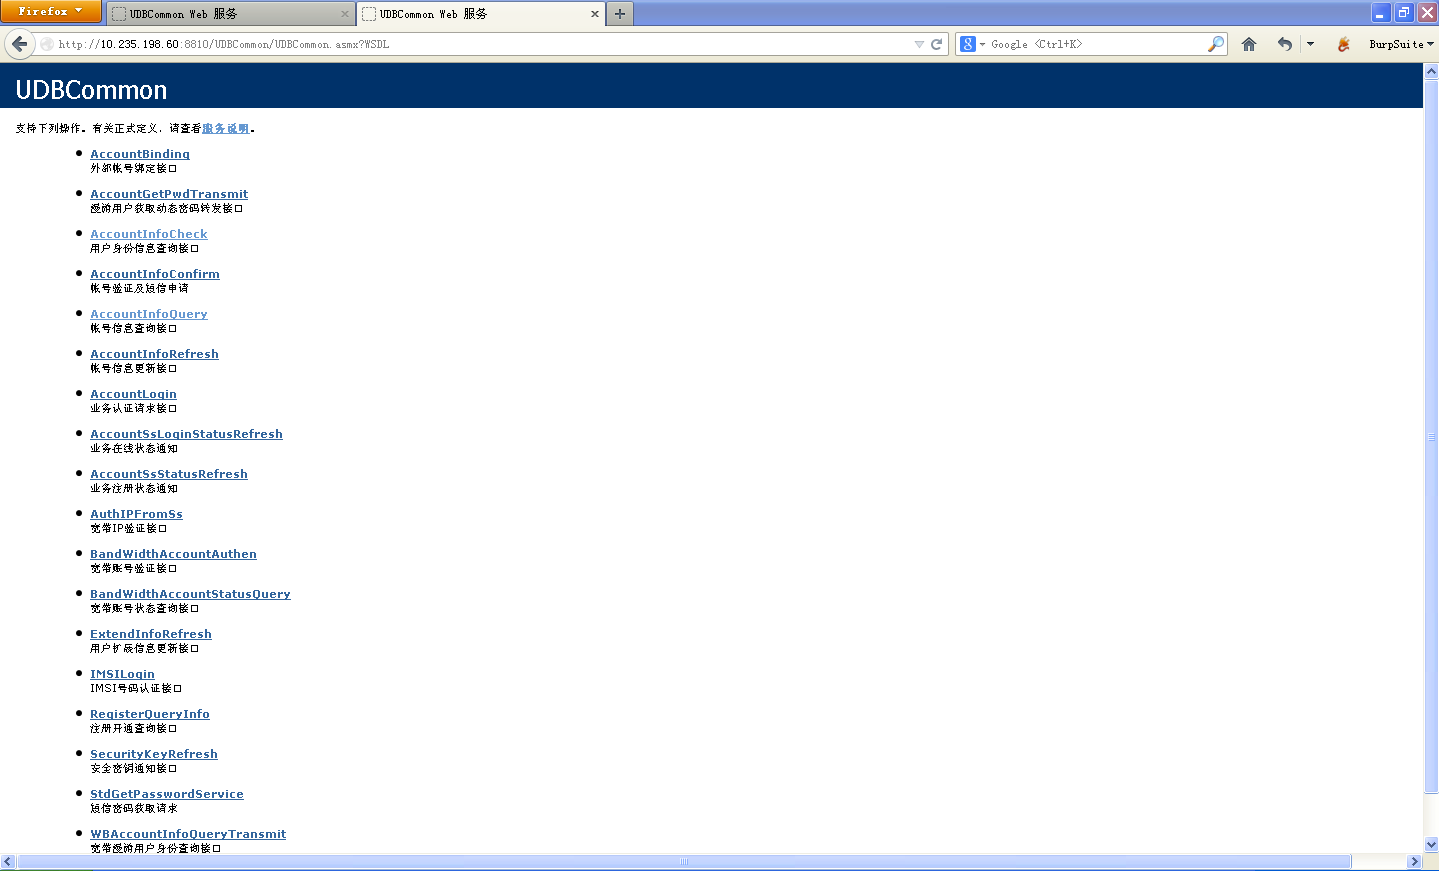 Firefox
UDBCommon Web 服务
UDBCommon Web 服务
http://10.235.198.60:8810/UDBCommon/UDBCommon.asmx?WSDL
Google <Ctrl+K>
BurpSuite
UDBCommon
支持下列操作。有关正式定义，请查看服务说明。
AccountBinding
外部帐号绑定接口
AccountGetPwdTransmit
漫游用户获取动态密码转发接口
AccountInfoCheck
用户身份信息查询接口
AccountInfoConfirm
帐号验证及短信申请
AccountInfoQuery
帐号信息查询接口
AccountInfoRefresh
帐号信息更新接口
AccountLogin
业务认证请求接口
AccountSsLoginStatusRefresh
业务在线状态通知
AccountSsStatusRefresh
业务注册状态通知
AuthIPFromSs
宽带IP验证接口
BandWidthAccountAuthen
宽带账号验证接口
BandWidthAccountStatusQuery
宽带账号状态查询接口
ExtendInfoRefresh
用户扩展信息更新接口
IMSILogin
IMSI号码认证接口
RegisterQueryInfo
注册开通查询接口
SecurityKeyRefresh
安全密钥通知接口
StdGetPasswordService
短信密码获取请求
WBAccountInfoQueryTransmit
宽带漫游用户身份查询接口